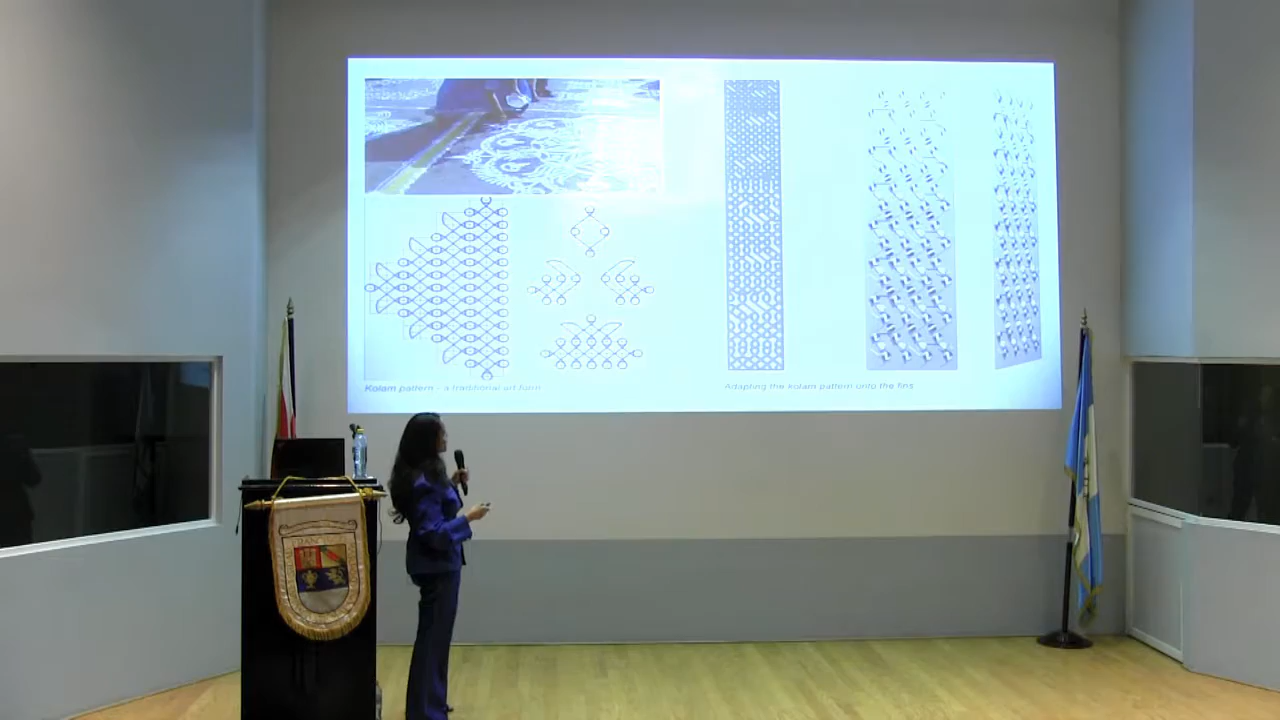 Kolam pattern - a traditional art form
Adapting the kolam pattern onto the fins